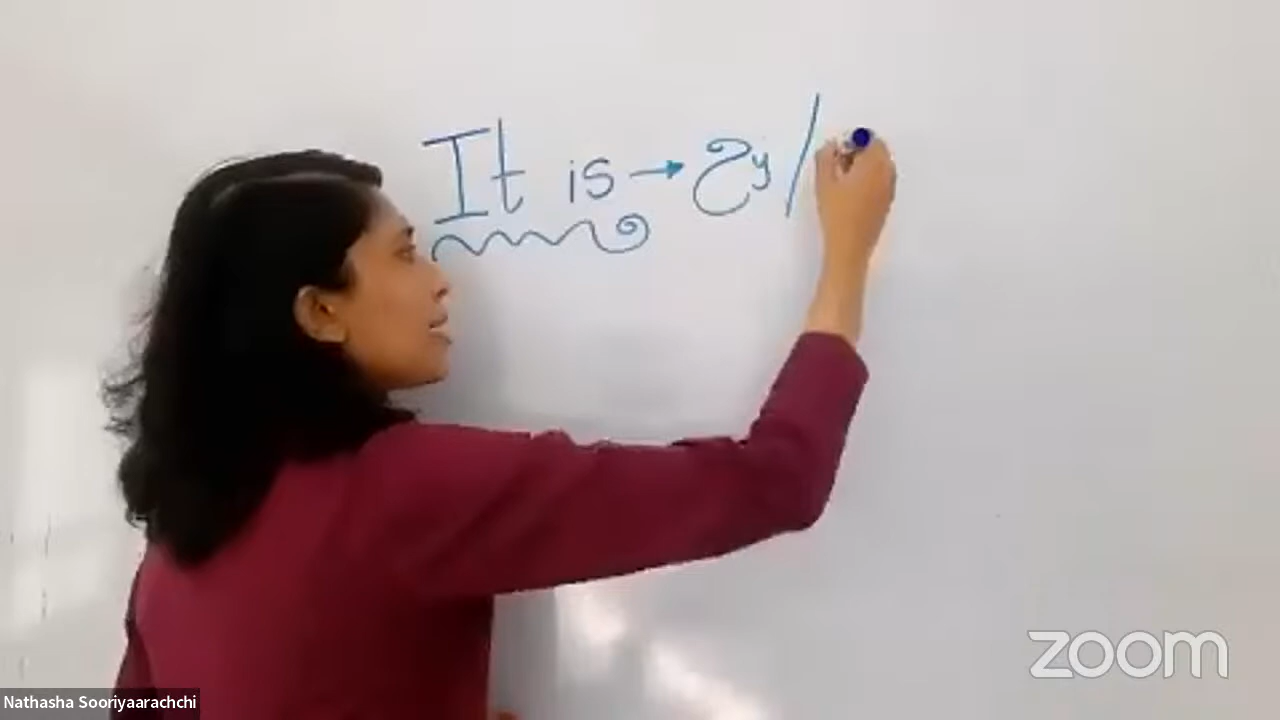 It is → ඌ /
Nathasha Sooriyaarachchi
zoom